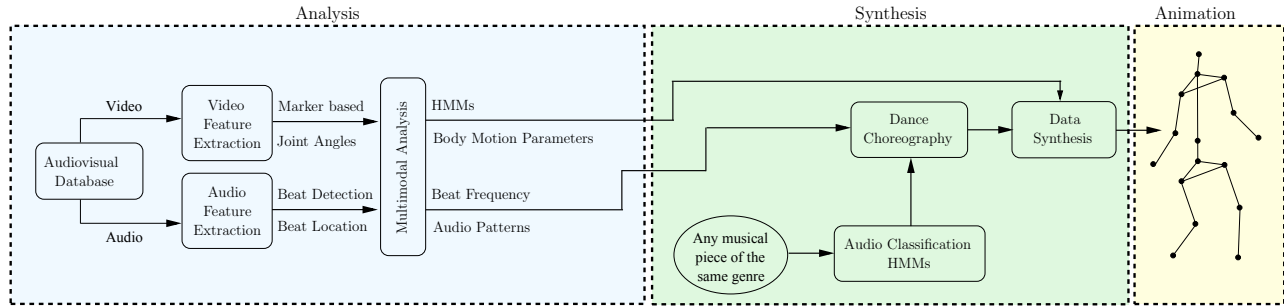 Analysis
Synthesis
Animation
Video
Audiovisual
Database
Audio
Video
Feature
Extraction
Audio
Feature
Extraction
Marker based
Joint Angles
Beat Detection
Beat Location
Multimodal Analysis
HMMs
Body Motion Parameters
Beat Frequency
Audio Patterns
Any musical
piece of the
same genre
Audio Classification
HMMs
Dance
Choreography
Data
Synthesis